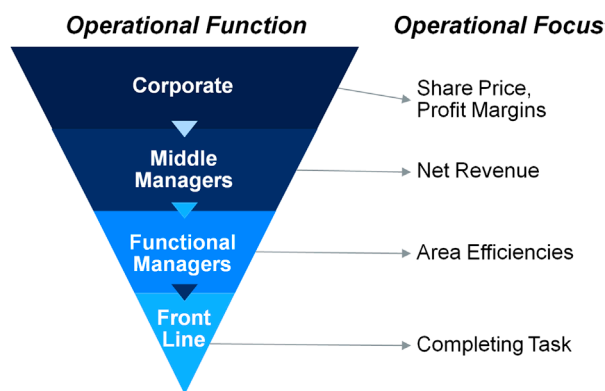 Operational Function
Operational Focus
Corporate
Share Price,
Profit Margins
Middle
Managers
Net Revenue
Functional
Managers
Area Efficiencies
Front
Line
Completing Task